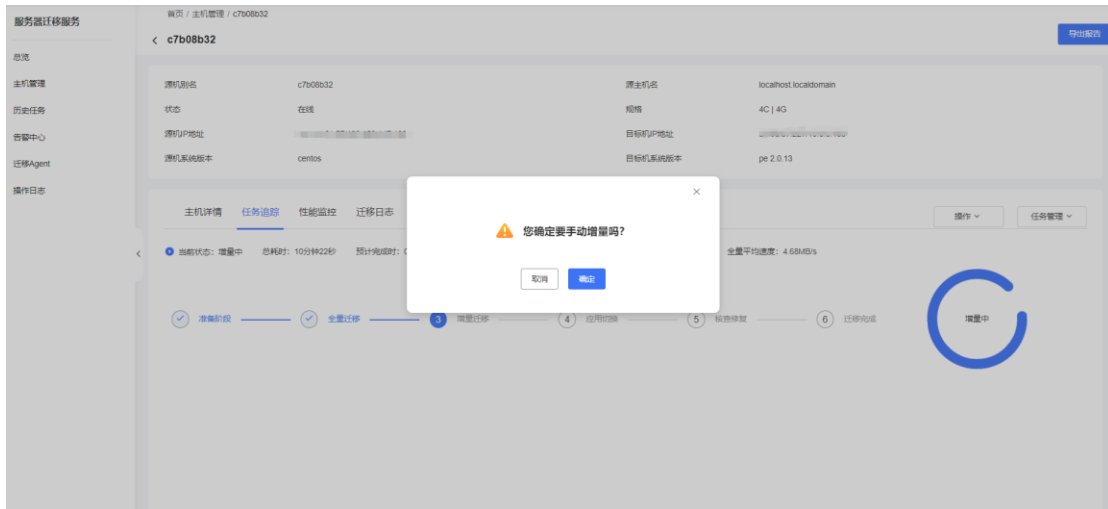 服务器迁移服务
首页 / 主机管理 / c7b08b32
c7b08b32
导出报告
总览
主机管理
历史任务
告警中心
迁移Agent
操作日志
源机别名 c7b08b32 源主机名 localhost.localdomain
状态 在线 规格 4C | 4G
源机IP地址 目标机IP地址
源机系统版本 centos 目标机系统版本 pe 2.0.13
主机详情 任务追踪 性能监控 迁移日志
操作 任务管理
当前状态：增量中 总耗时：10分钟22秒 预计完成时：
全量平均速度：4.68MB/s
您确定要手动增量吗?
取消 确定
准备阶段 全量迁移 3 增量迁移 4 应用切换 5 核查修复 6 迁移完成
增量中